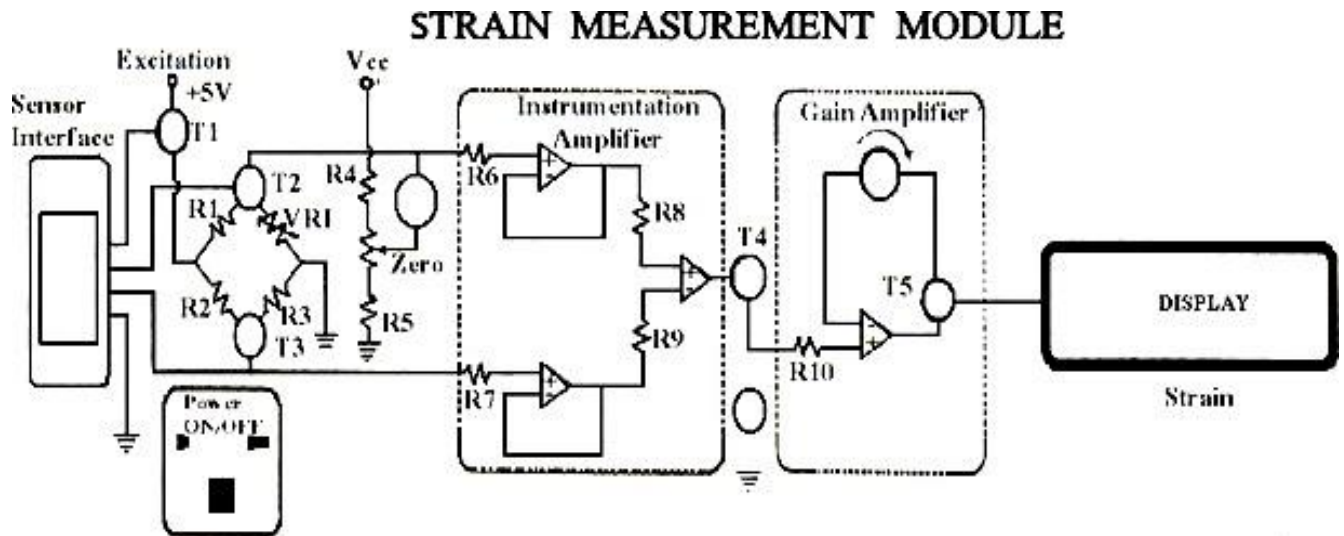 STRAIN MEASUREMENT MODULE
Excitation
+5V
Vcc
Sensor
Interface
T1
T2
R1
VR1
R2
R3
T3
R4
Zero
R5
Instrumentation
Amplifier
R6
R8
R9
R7
T4
Gain Amplifier
T5
R10
DISPLAY
Strain
Power
ON/OFF